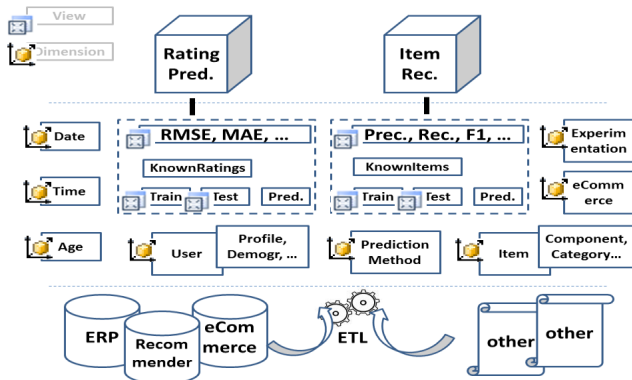 View
Dimension
Rating
Pred.
Item
Rec.
Date
RMSE, MAE, ...
Prec., Rec., F1, ...
Experim
entation
KnownRatings
KnownItems
Time
Train
Test
Pred.
Train
Test
Pred.
eComm
erce
Age
User
Profile,
Demogr, ...
Prediction
Method
Item
Component,
Category...
ERP
Recom
mender
eCom
merce
ETL
other
other